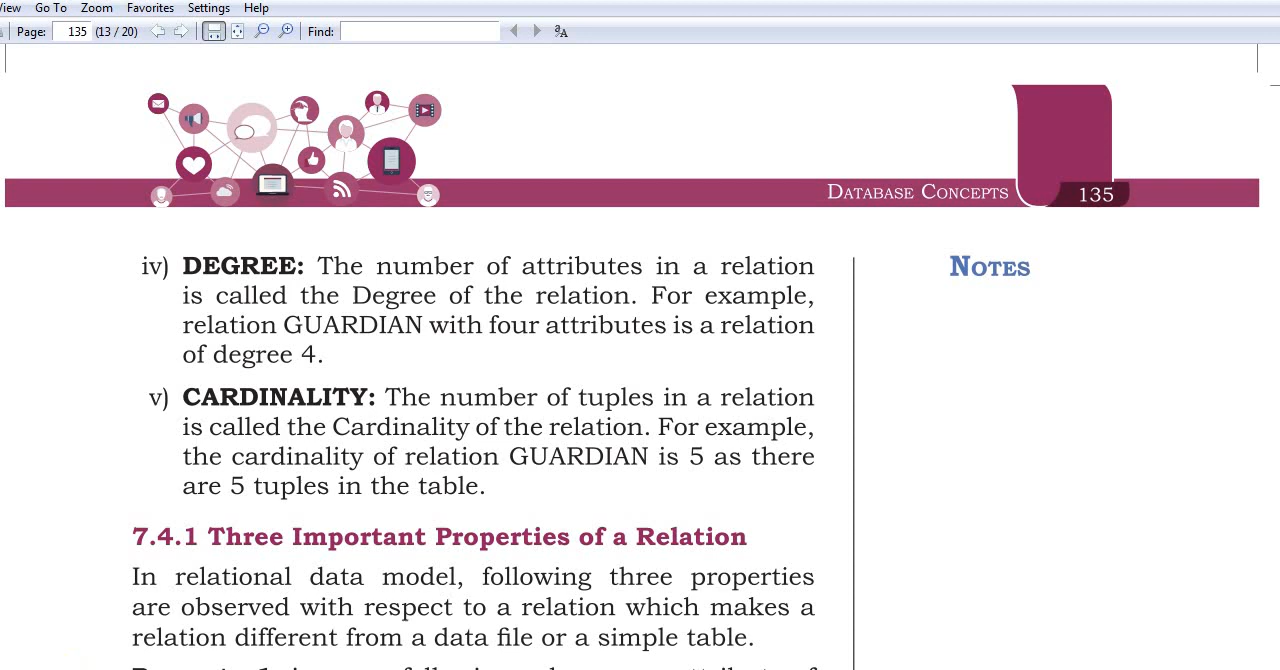 View Go To Zoom Favorites Settings Help
Page: 135 (13 / 20) Find:
DATABASE CONCEPTS 135
iv) DEGREE: The number of attributes in a relation
is called the Degree of the relation. For example,
relation GUARDIAN with four attributes is a relation
of degree 4.
NOTES
v) CARDINALITY: The number of tuples in a relation
is called the Cardinality of the relation. For example,
the cardinality of relation GUARDIAN is 5 as there
are 5 tuples in the table.
7.4.1 Three Important Properties of a Relation
In relational data model, following three properties
are observed with respect to a relation which makes a
relation different from a data file or a simple table.